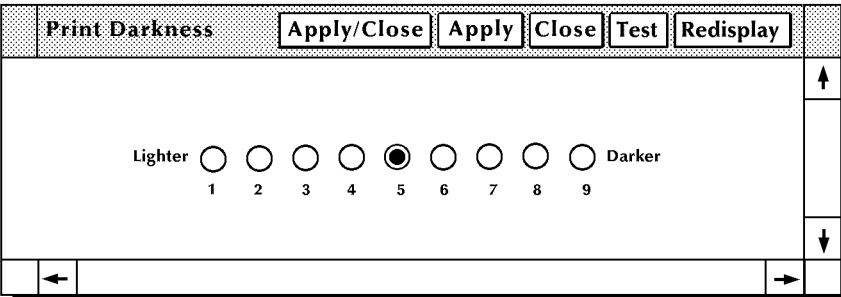 Print Darkness Apply/Close Apply Close Test Redisplay
Lighter Darker
1 2 3 4 5 6 7 8 9